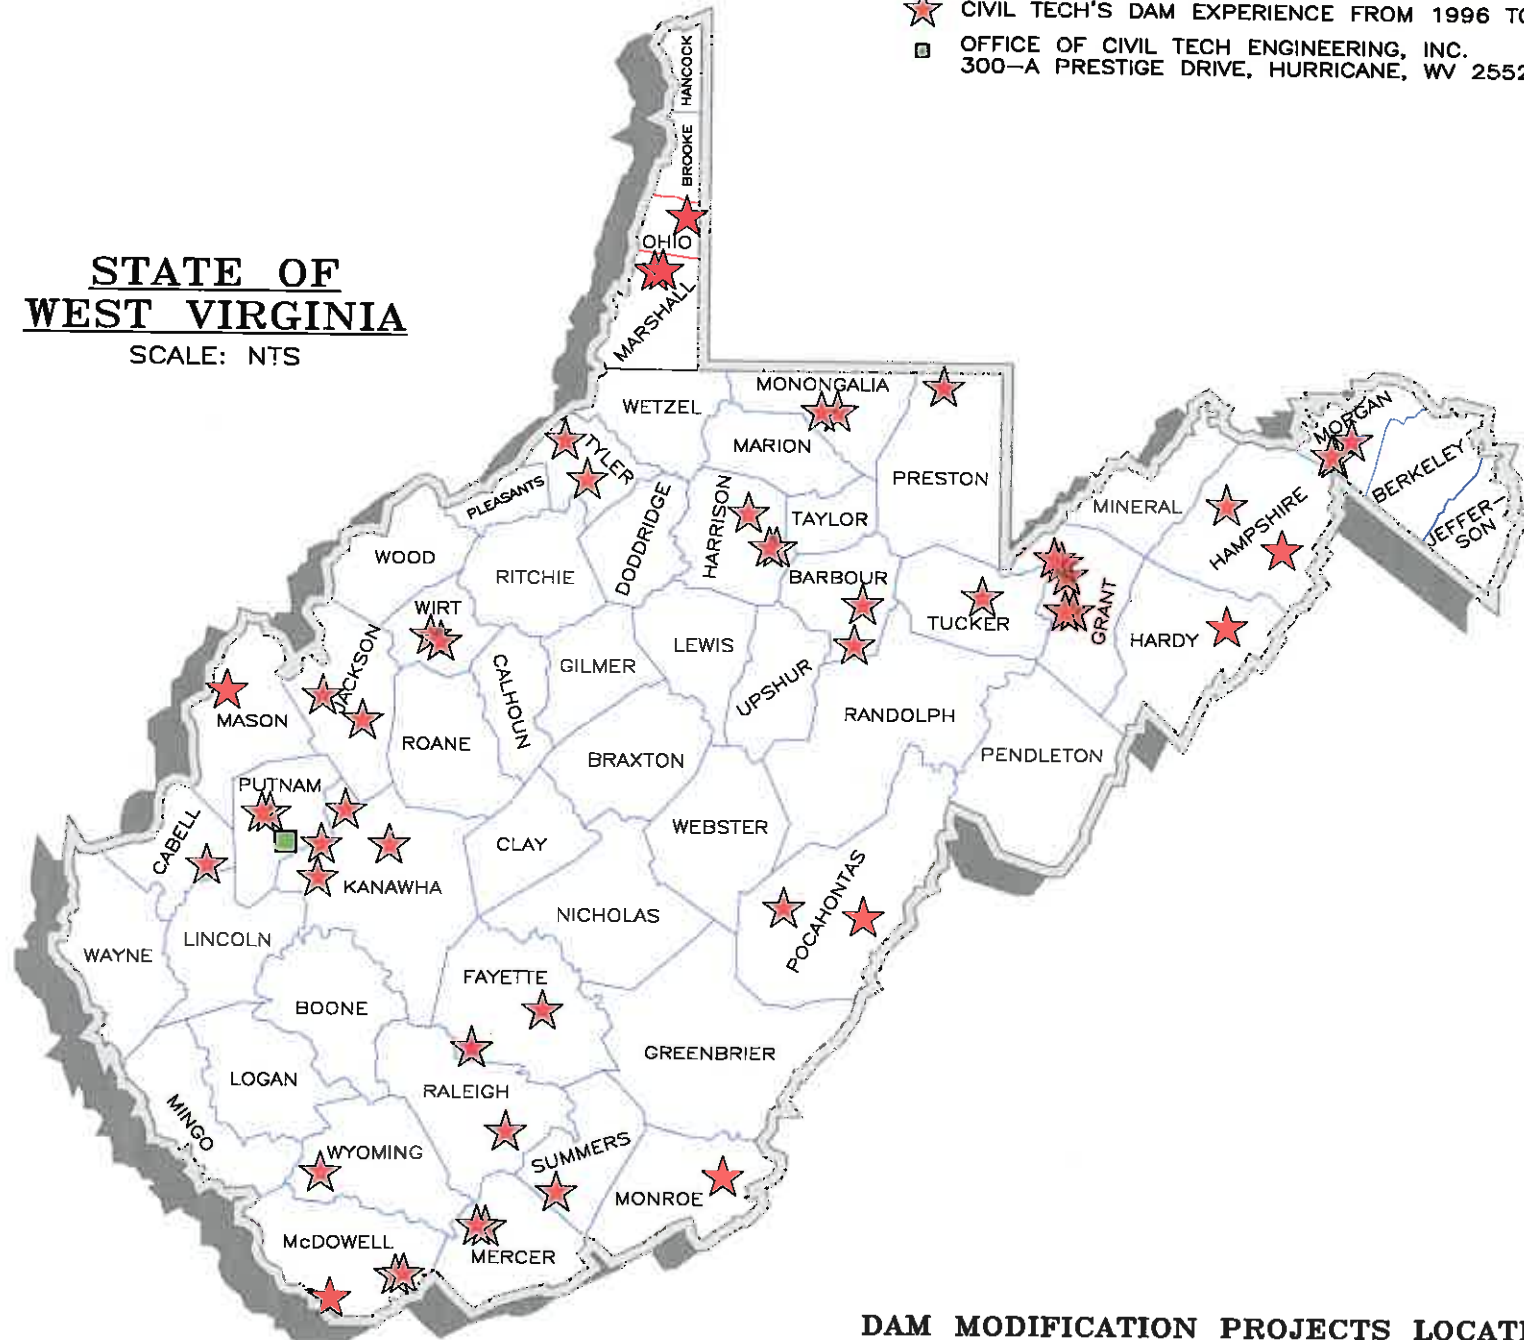 CIVIL TECH'S DAM EXPERIENCE FROM 1996 TO
OFFICE OF CIVIL TECH ENGINEERING, INC.
300-A PRESTIGE DRIVE, HURRICANE, WV 2552
STATE OF
WEST VIRGINIA
SCALE: NTS
HANCOCK
BROOKE
OHIO
MARSHALL
WETZEL
MONONGALIA
MARION
PRESTON
TYLER
PLEASANTS
DODDRIDGE
HARRISON
TAYLOR
MINERAL
HAMPSHIRE
MORGAN
BERKELEY
JEFFER-
SON
WOOD
RITCHIE
BARBOUR
TUCKER
GRANT
HARDY
WIRT
JACKSON
CALHOUN
GILMER
LEWIS
UPSHUR
RANDOLPH
PENDLETON
MASON
ROANE
BRAXTON
PUTNAM
CABELL
KANAWHA
CLAY
WEBSTER
POCAHONTAS
NICHOLAS
WAYNE
LINCOLN
BOONE
FAYETTE
GREENBRIER
LOGAN
RALEIGH
MINGO
WYOMING
SUMMERS
MONROE
McDOWELL
MERCER
DAM MODIFICATION PROJECTS LOCATI